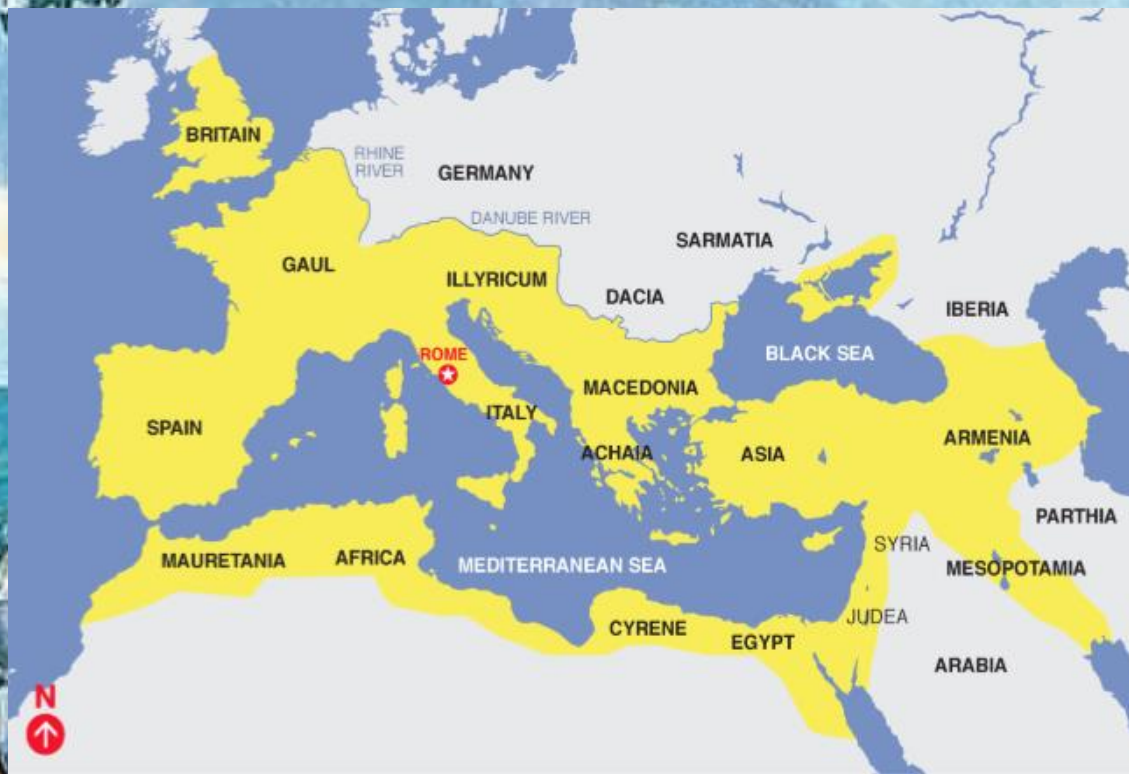 BRITAIN
RHINE
RIVER
GERMANY
DANUBE RIVER
SARMATIA
GAUL
ILLYRICUM
DACIA
IBERIA
BLACK SEA
ROME
MACEDONIA
ITALY
SPAIN
ACHAIA
ASIA
ARMENIA
PARTHIA
SYRIA
MAURETANIA
AFRICA
MEDITERRANEAN SEA
MESOPOTAMIA
JUDEA
CYRENE
EGYPT
ARABIA
N